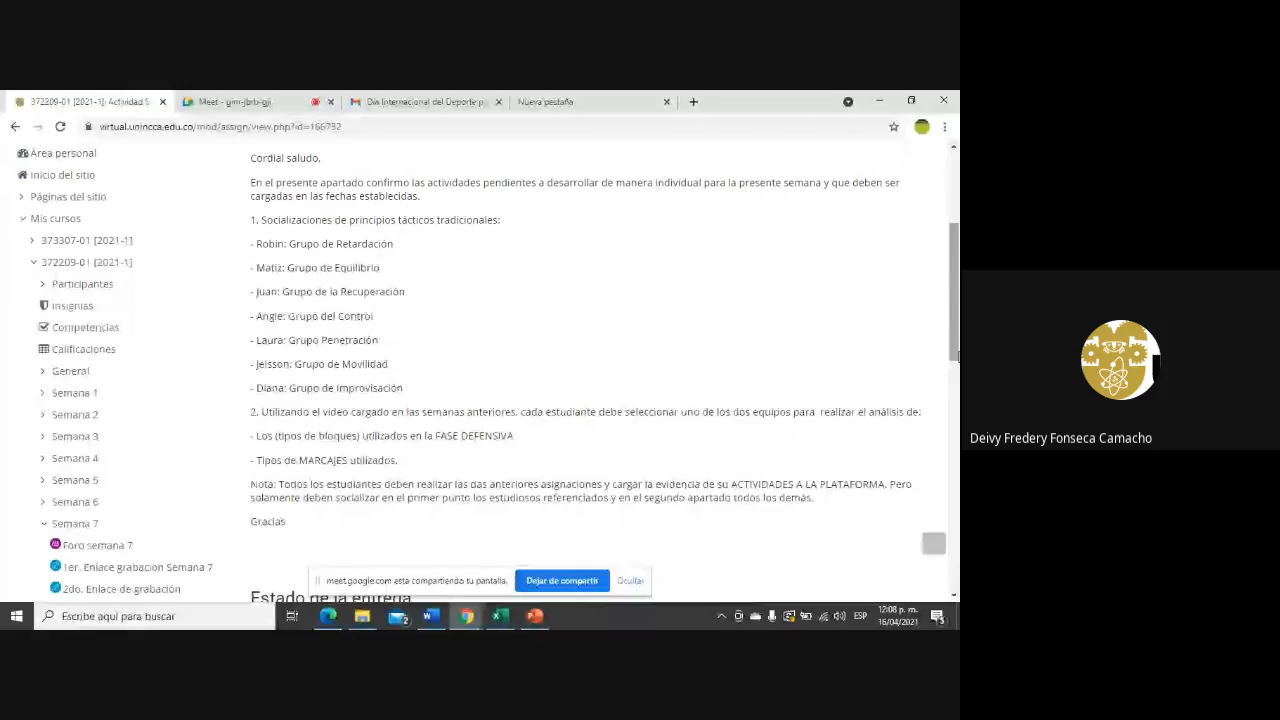 372209-01 [2021-1]: Actividad S
Meet - gim-jbrb-gji
Día Internacional del Deporte p
Nueva pestaña
virtual.unincca.edu.co/mod/assign/view.php?id=166732
Área personal
Inicio del sitio
Páginas del sitio
Mis cursos
373307-01 [2021-1]
372209-01 [2021-1]
Participantes
Insignias
Competencias
Calificaciones
General
Semana 1
Semana 2
Semana 3
Semana 4
Semana 5
Semana 6
Semana 7
Foro semana 7
1er. Enlace grabacion Semana 7
2do. Enlace de grabación
Cordial saludo,
En el presente apartado confirmo las actividades pendientes a desarrollar de manera individual para la presente semana y que deben ser
cargadas en las fechas establecidas.
1. Socializaciones de principios tácticos tradicionales:
- Robin: Grupo de Retardación
- Matiz: Grupo de Equilibrio
- Juan: Grupo de la Recuperación
- Angie: Grupo del Control
- Laura: Grupo Penetración
- Jeisson: Grupo de Movilidad
- Diana: Grupo de Improvisación
2. Utilizando el video cargado en las semanas anteriores, cada estudiante debe seleccionar uno de los dos equipos para realizar el análisis de:
- Los (tipos de bloques) utilizados en la FASE DEFENSIVA
- Tipos de MARCAJES utilizados.
Nota: Todos los estudiantes deben realizar las das anteriores asignaciones y cargar la evidencia de su ACTIVIDADES A LA PLATAFORMA. Pero
solamente deben socializar en el primer punto los estudiosos referenciados y en el segundo apartado todos los demás.
Gracias
Estado de la entrega
meet.google.com está compartiendo tu pantalla.
Dejar de compartir
Ocultar
Escribe aquí para buscar
ESP
12:08 p. m.
16/04/2021
Deivy Fredery Fonseca Camacho